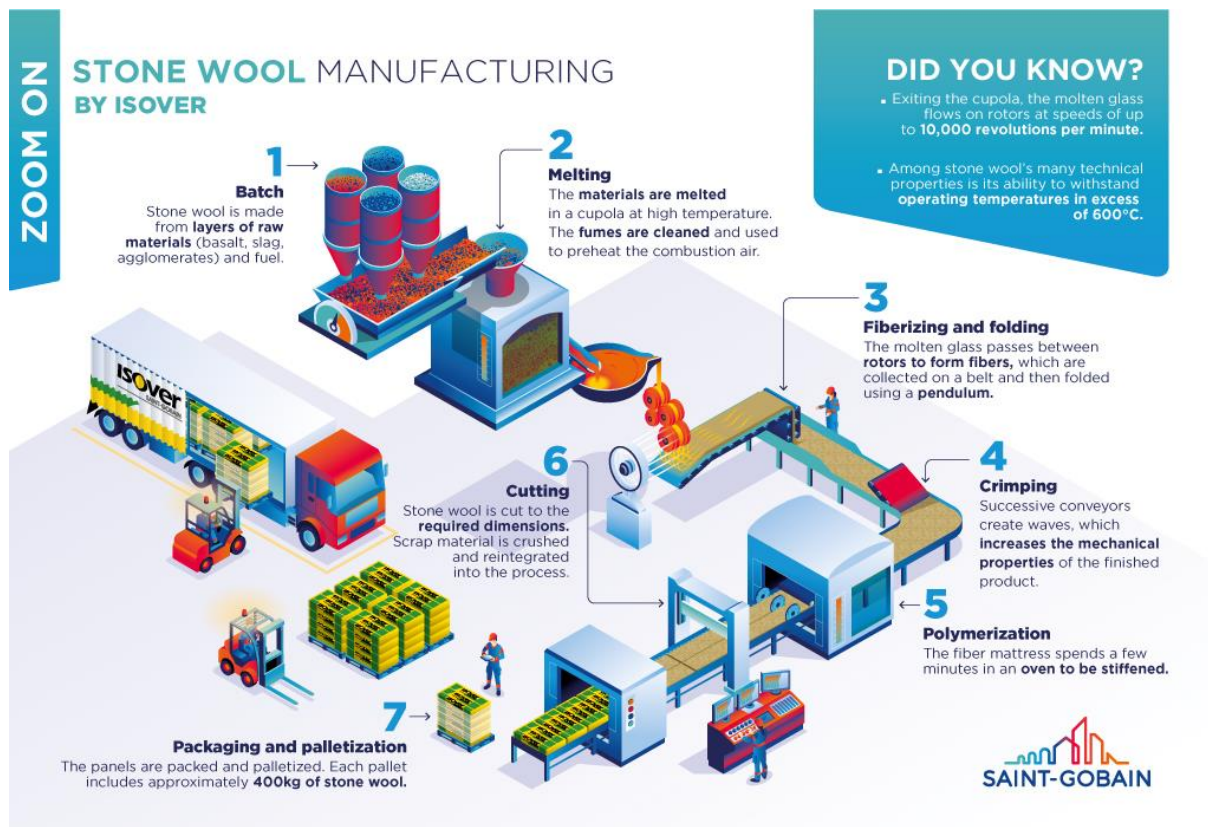 ZOOM ON
STONE WOOL MANUFACTURING
BY ISOVER
DID YOU KNOW?
▪ Exiting the cupola, the molten glass
flows on rotors at speeds of up
to 10,000 revolutions per minute.
▪ Among stone wool's many technical
properties is its ability to withstand
operating temperatures in excess
of 600°C.
1
Batch
Stone wool is made
from layers of raw
materials (basalt, slag,
agglomerates) and fuel.
2
Melting
The materials are melted
in a cupola at high temperature.
The fumes are cleaned and used
to preheat the combustion air.
3
Fiberizing and folding
The molten glass passes between
rotors to form fibers, which are
collected on a belt and then folded
using a pendulum.
isover
SAINT-GOBAIN
4
Crimping
Successive conveyors
create waves, which
increases the mechanical
properties of the finished
product.
6
Cutting
Stone wool is cut to the
required dimensions.
Scrap material is crushed
and reintegrated
into the process.
5
Polymerization
The fiber mattress spends a few
minutes in an oven to be stiffened.
7
Packaging and palletization
The panels are packed and palletized. Each pallet
includes approximately 400kg of stone wool.
SAINT-GOBAIN